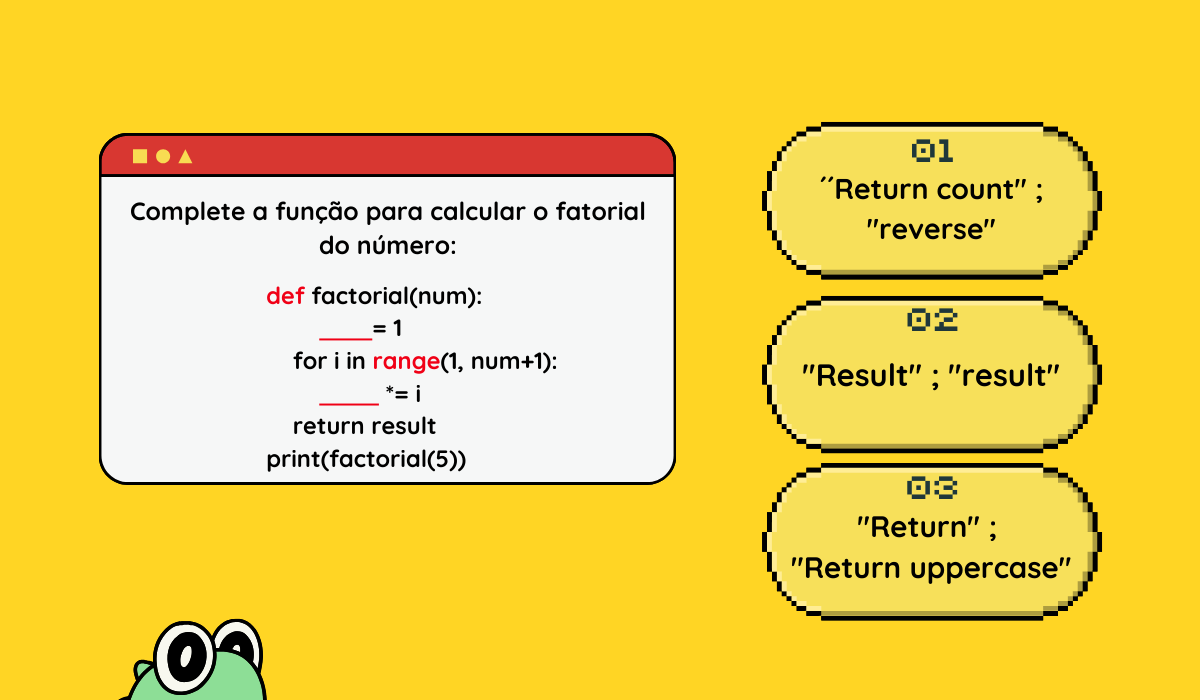 Complete a função para calcular o fatorial
do número:
def factorial(num):
____= 1
for i in range(1, num+1):
_____ *= i
return result
print(factorial(5))
01
´´Return count" ;
"reverse"
02
"Result" ; "result"
03
"Return" ;
"Return uppercase"